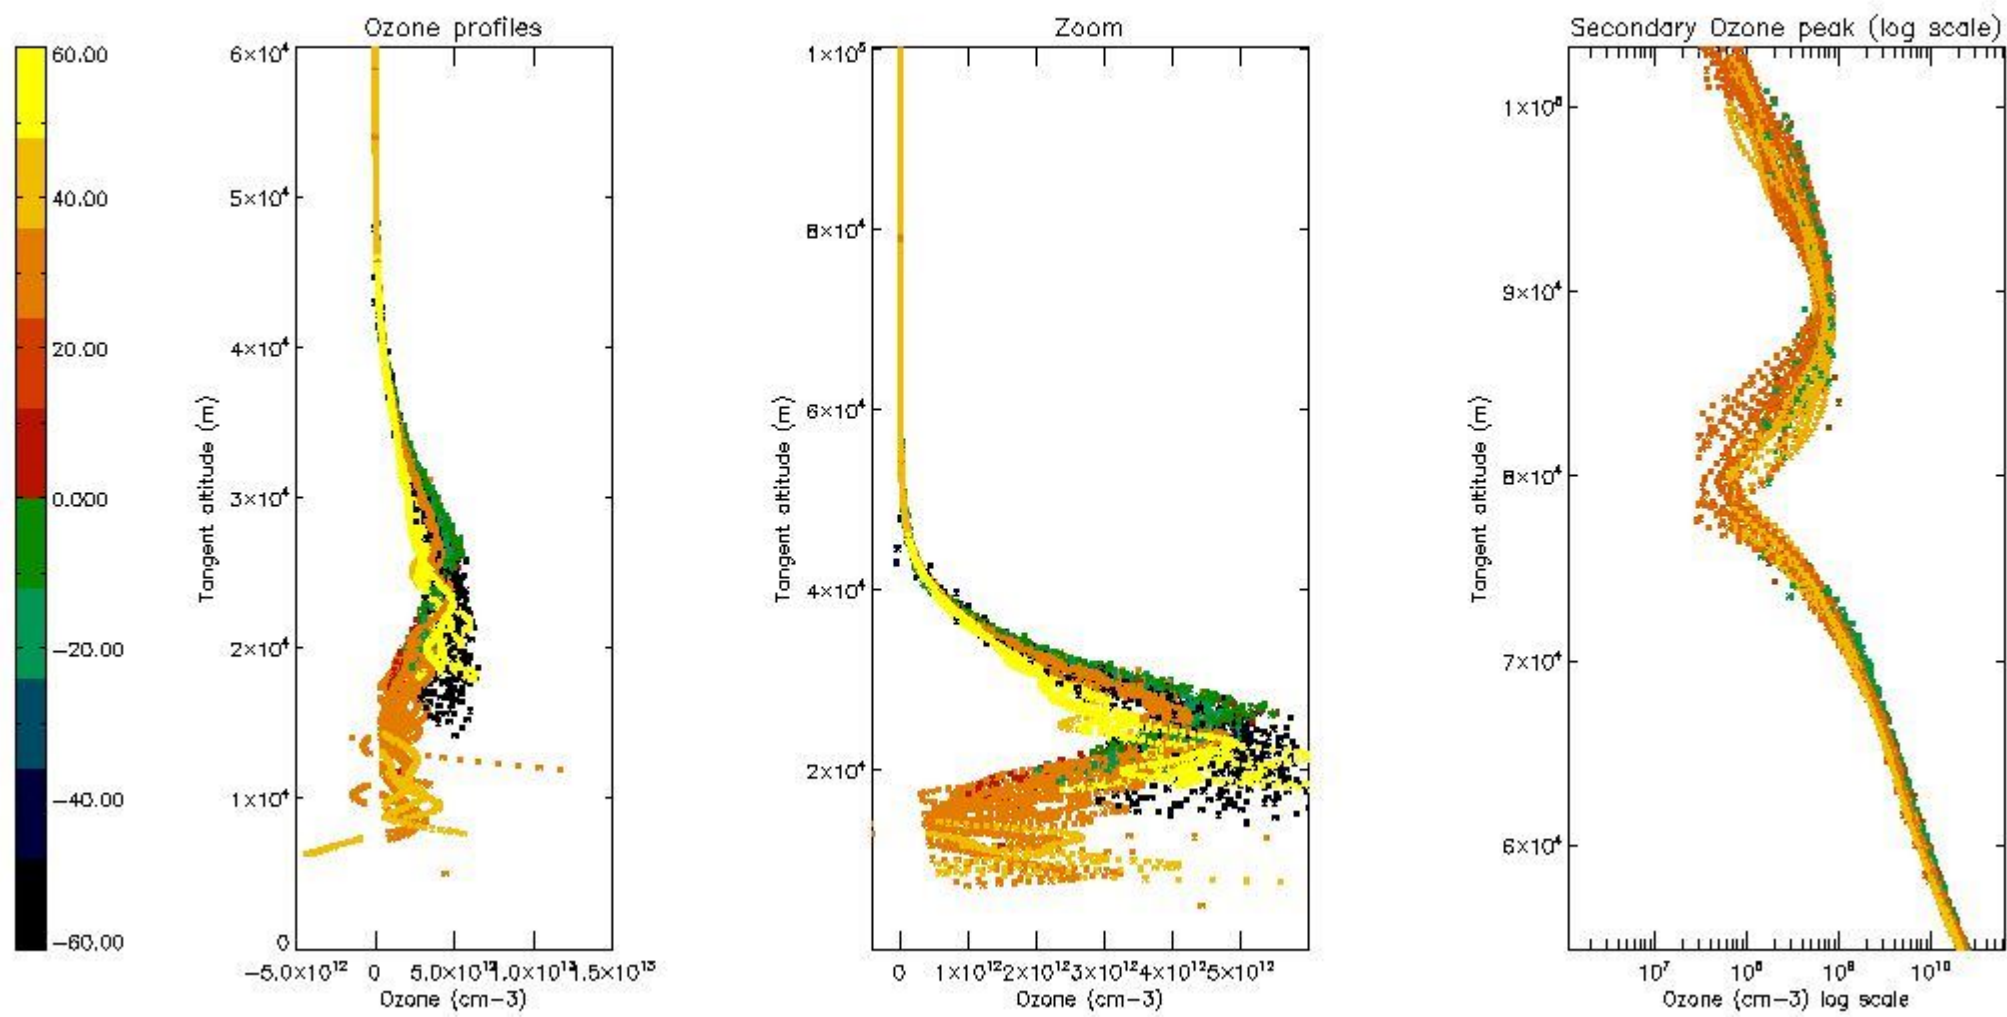 Ozone profiles
Zoom
Secondary Ozone peak (log scale)
60.00
40.00
20.00
0.000
−20.00
−40.00
−60.00
Tangent altitude (m)
6×10⁴
5×10⁴
4×10⁴
3×10⁴
2×10⁴
1×10⁴
0
−5.0×10¹² 0 5.0×10¹² 1.0×10¹³ 1.5×10¹³
Ozone (cm−3)
Tangent altitude (m)
1×10⁵
8×10⁴
6×10⁴
4×10⁴
2×10⁴
0 1×10¹² 2×10¹² 3×10¹² 4×10¹² 5×10¹²
Ozone (cm−3)
Tangent altitude (m)
1×10⁵
9×10⁴
8×10⁴
7×10⁴
6×10⁴
10⁷ 10⁸ 10⁹ 10¹⁰
Ozone (cm−3) log scale